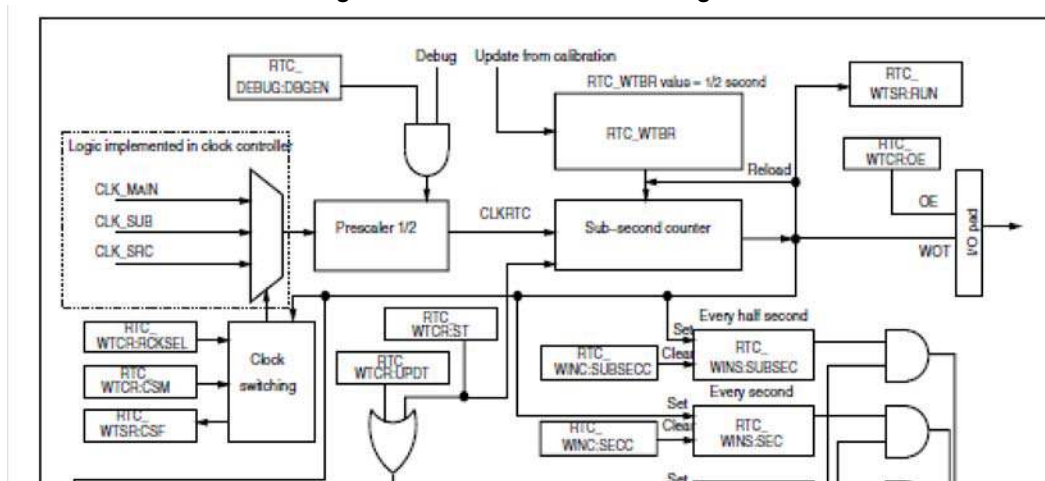 Debug
Update from calibration
RTC_
DEBUG:DBGEN
RTC_WTBR value = 1/2 second
RTC_
WTSR:RUN
RTC_WTBR
Logic implemented in clock controller
RTC_
WTCR:OE
Reload
CLK_MAIN
CLK_SUB
CLK_SRC
Prescaler 1/2
CLKRTC
Sub-second counter
OE
WOT
I/O pad
RTC_
WTCR:RCKSEL
RTC_
WTCR:CSM
RTC_
WTSR:CSF
Clock
switching
RTC_
WTCR:ST
RTC_
WTCR:UPDT
Every half second
Set
Clear
RTC_
WINC:SUBSECC
RTC_
WINS:SUBSEC
Every second
Set
Clear
RTC_
WINC:SECC
RTC_
WINS:SEC
Set